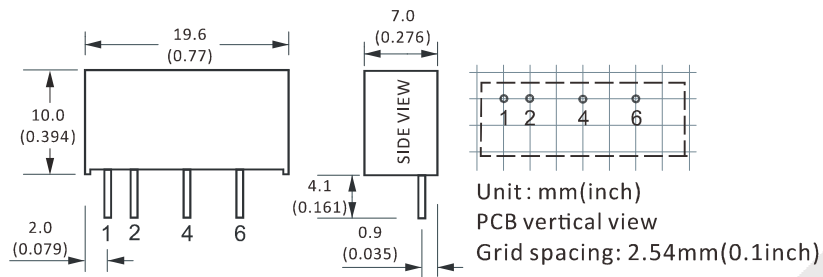 19.6
(0.77)
7.0
(0.276)
10.0
(0.394)
SIDE VIEW
1 2 4 6
4.1
(0.161)
2.0
(0.079)
1 2 4 6
0.9
(0.035)
Unit: mm(inch)
PCB vertical view
Grid spacing: 2.54mm(0.1inch)